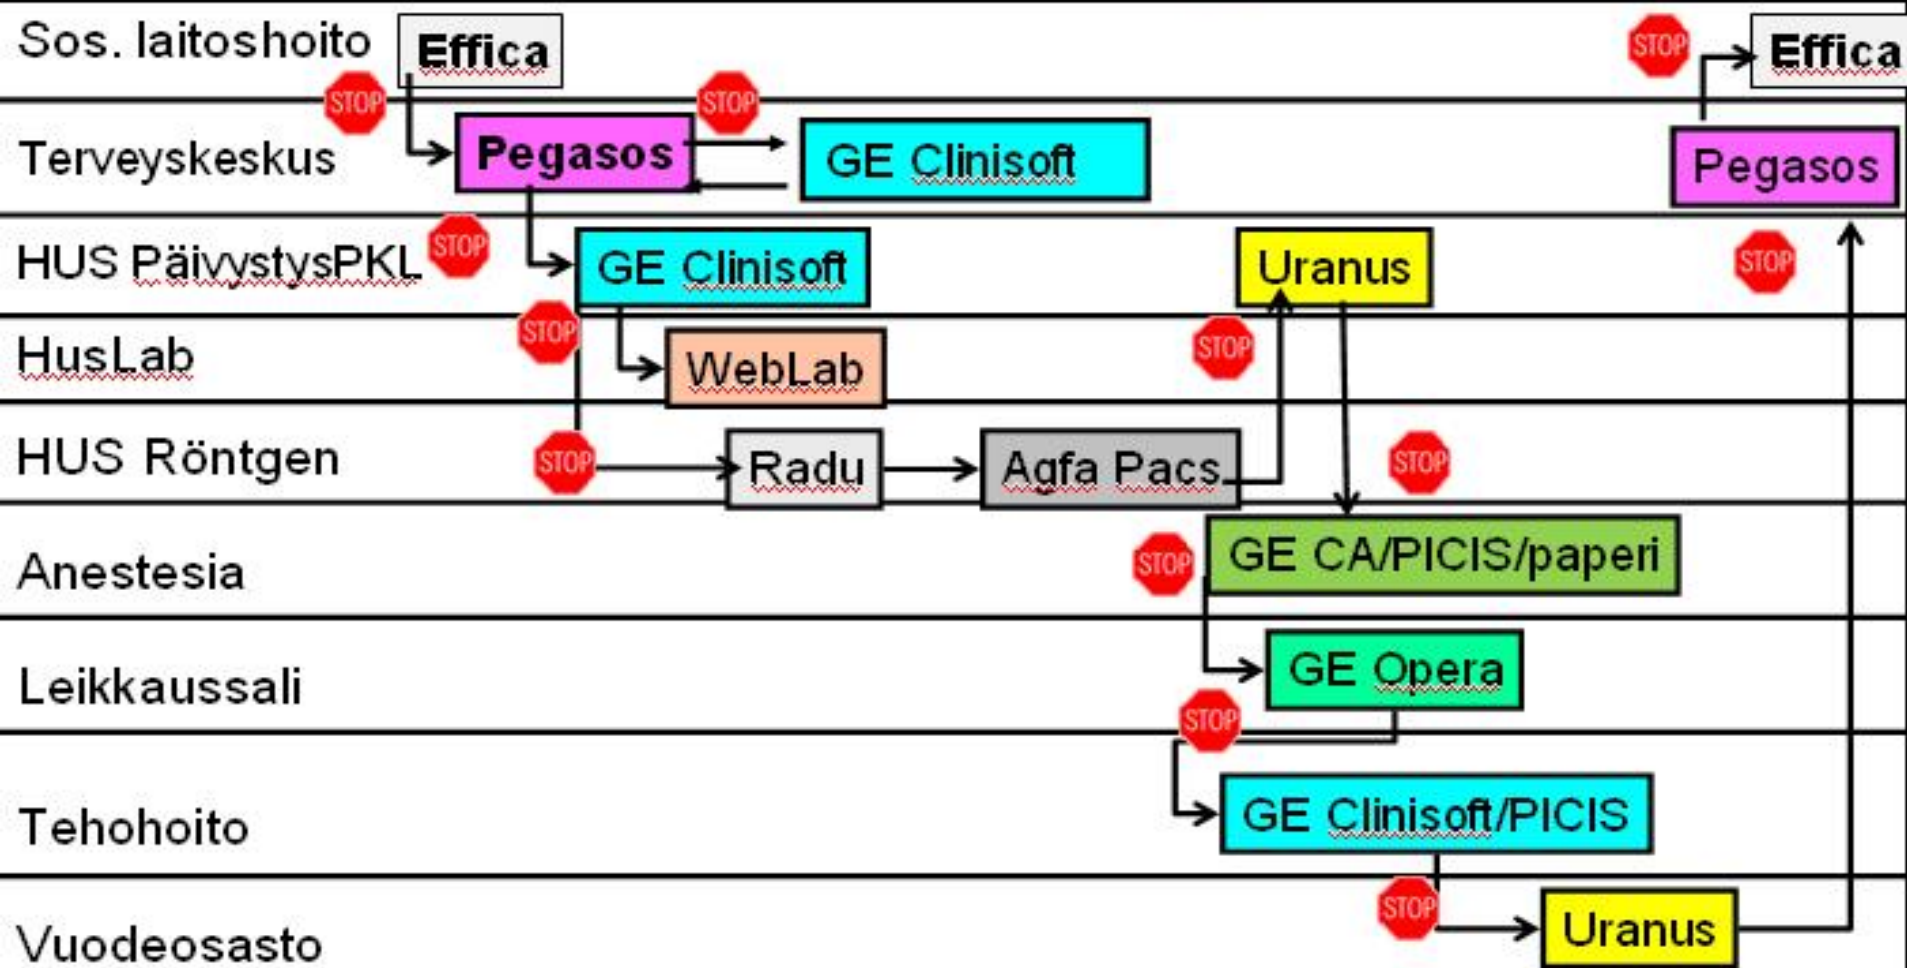 Sos. laitoshoito Effica STOP Effica
STOP STOP
Terveyskeskus Pegasos GE Clinisoft Pegasos
HUS PäivystysPKL STOP GE Clinisoft Uranus STOP
STOP STOP
HusLab WebLab
HUS Röntgen STOP Radu Agfa Pacs STOP
Anestesia STOP GE CA/PICIS/paperi
Leikkaussali GE Opera
STOP
Tehohoito GE Clinisoft/PICIS
STOP
Vuodeosasto Uranus